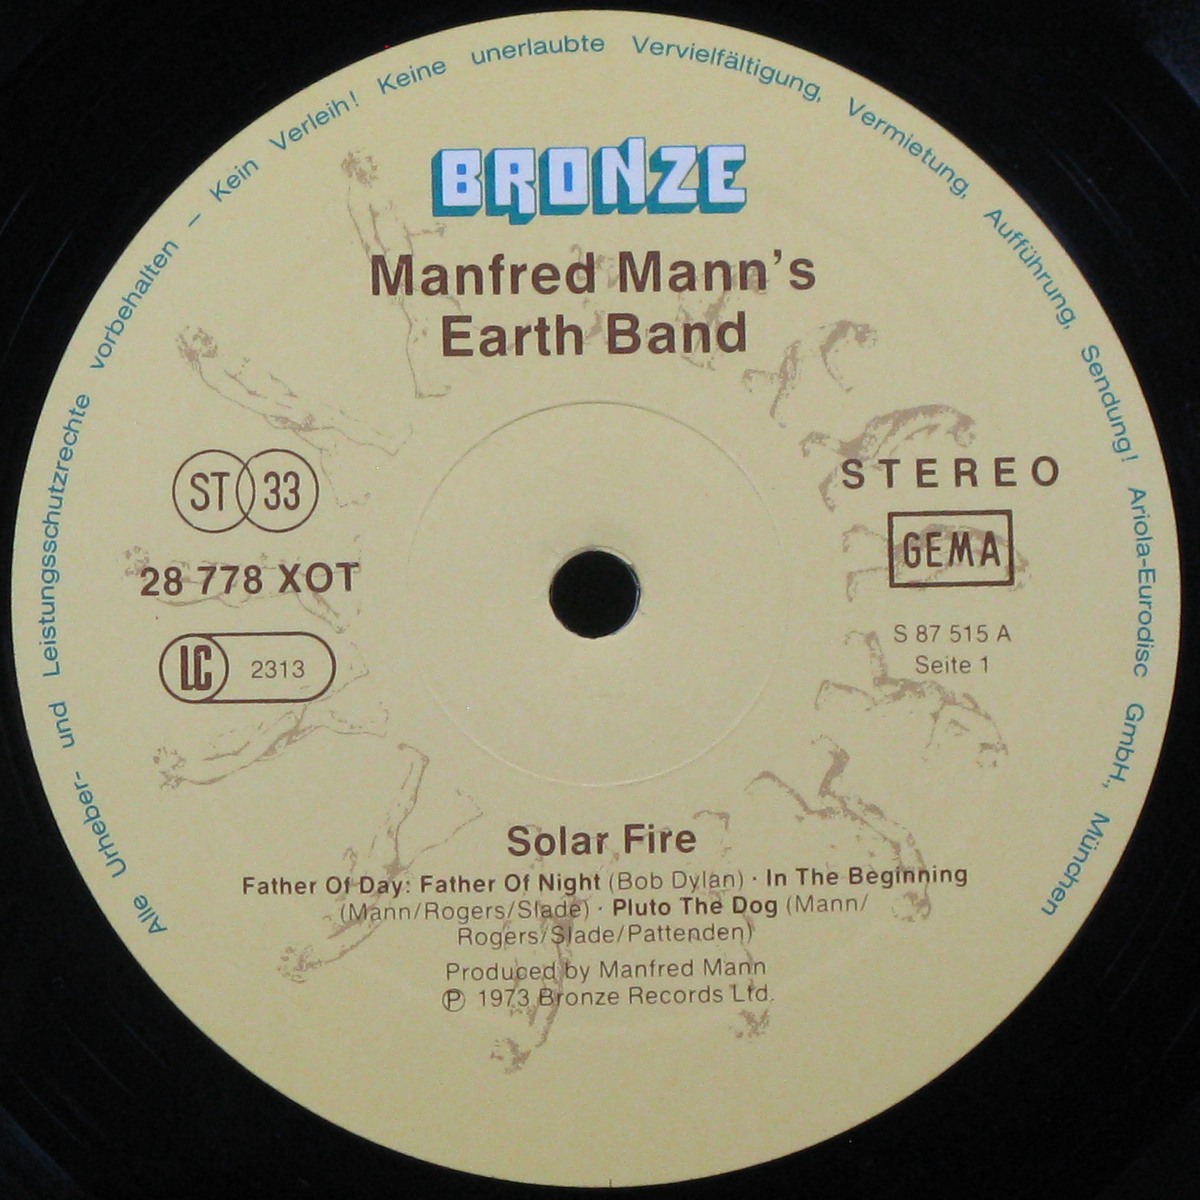 Alle Urheber- und Leistungsschutzrechte vorbehalten – Kein Verleih! Keine unerlaubte Vervielfältigung, Vermietung, Aufführung, Sendung! Ariola-Eurodisc GmbH., München
BRONZE
Manfred Mann's
Earth Band
ST 33
28 778 XOT
LC 2313
STEREO
GEMA
S 87 515 A
Seite 1
Solar Fire
Father Of Day: Father Of Night (Bob Dylan) · In The Beginning
(Mann/Rogers/Slade) · Pluto The Dog (Mann/
Rogers/Slade/Pattenden)
Produced by Manfred Mann
℗ 1973 Bronze Records Ltd.